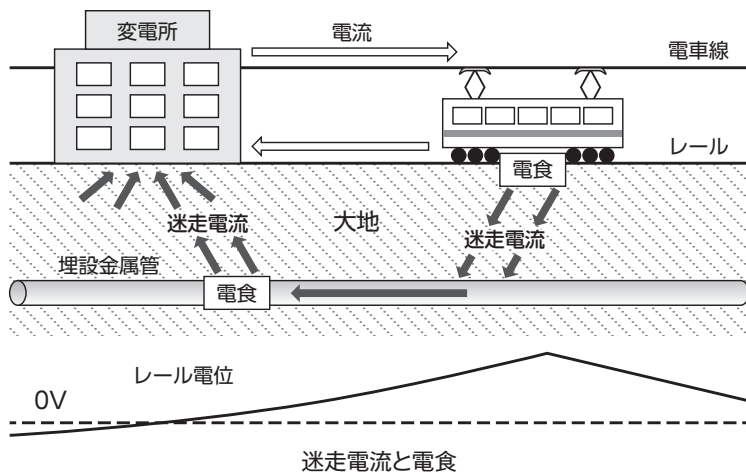 変電所
電流
電車線
レール
電食
迷走電流
大地
迷走電流
埋設金属管
電食
レール電位
0V
迷走電流と電食